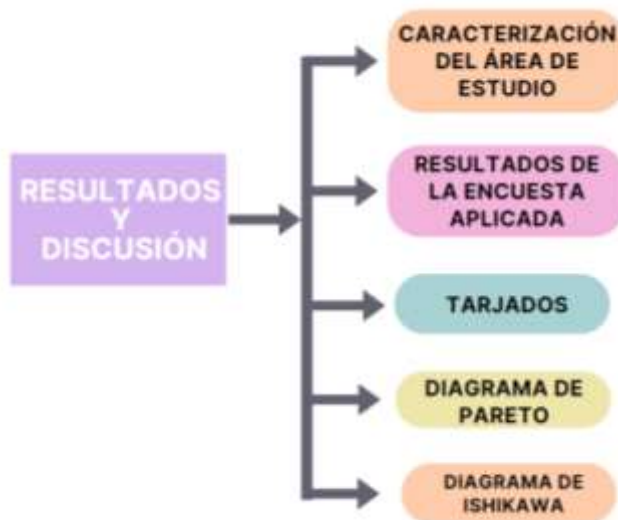 RESULTADOS
Y
DISCUSIÓN
CARACTERIZACIÓN
DEL ÁREA DE
ESTUDIO
RESULTADOS DE
LA ENCUESTA
APLICADA
TARJADOS
DIAGRAMA DE
PARETO
DIAGRAMA DE
ISHIKAWA